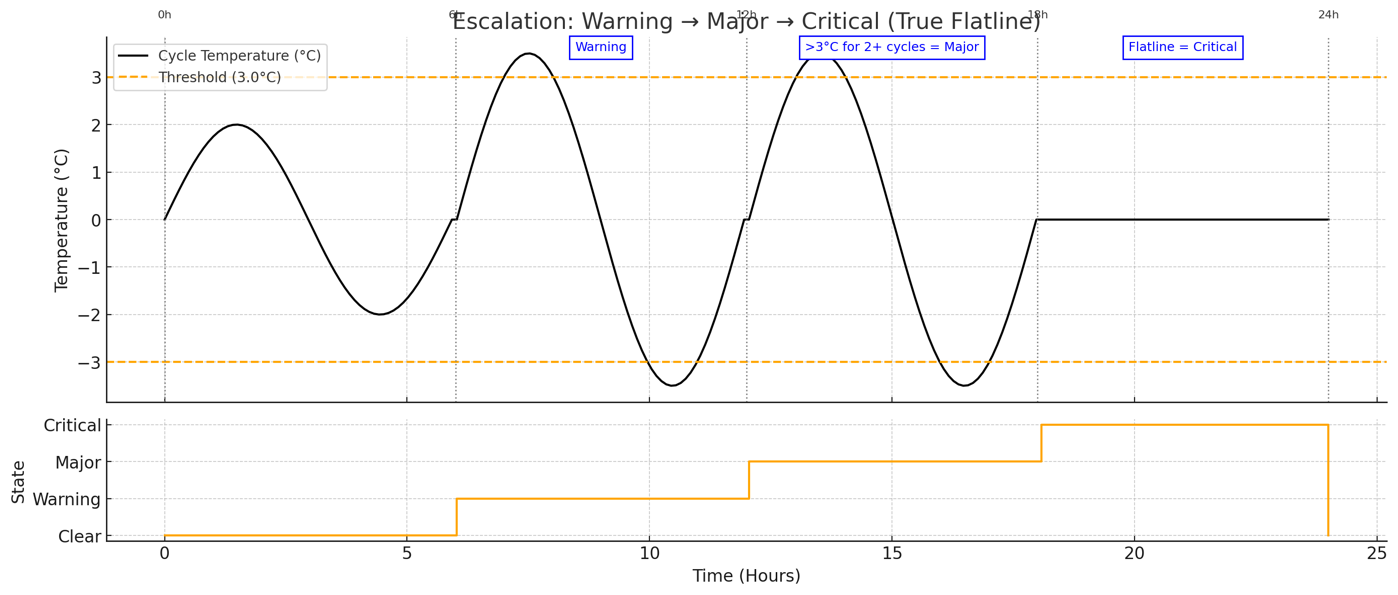 0h 6h 12h 18h 24h
Escalation: Warning → Major → Critical (True Flatline)
Cycle Temperature (°C)
Threshold (3.0°C)
Warning
>3°C for 2+ cycles = Major
Flatline = Critical
Temperature (°C)
3
2
1
0
−1
−2
−3
State
Critical
Major
Warning
Clear
0 5 10 15 20 25
Time (Hours)